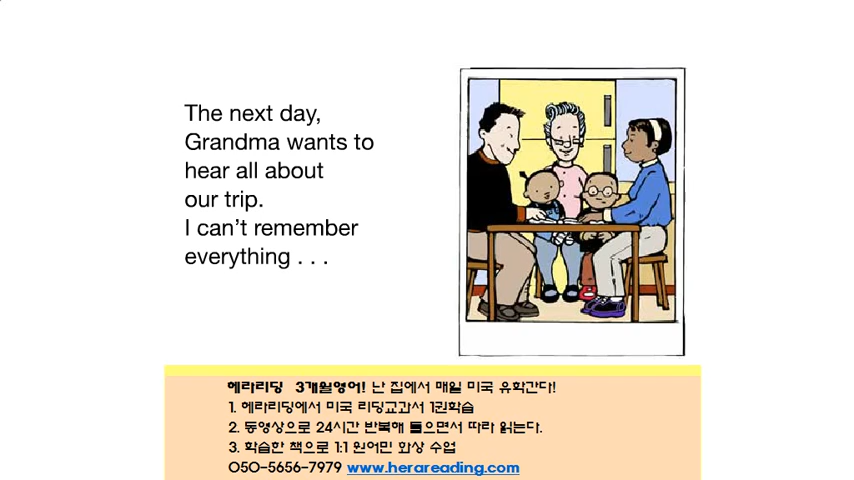 The next day,
Grandma wants to
hear all about
our trip.
I can't remember
everything . . .
헤라리딩 3개월영어! 난 집에서 매일 미국 유학간다!
1. 헤라리딩에서 미국 리딩교과서 1권학습
2. 동영상으로 24시간 반복해 들으면서 따라 읽는다.
3. 학습한 책으로 1:1 원어민 화상 수업
050-5656-7979 www.herareading.com